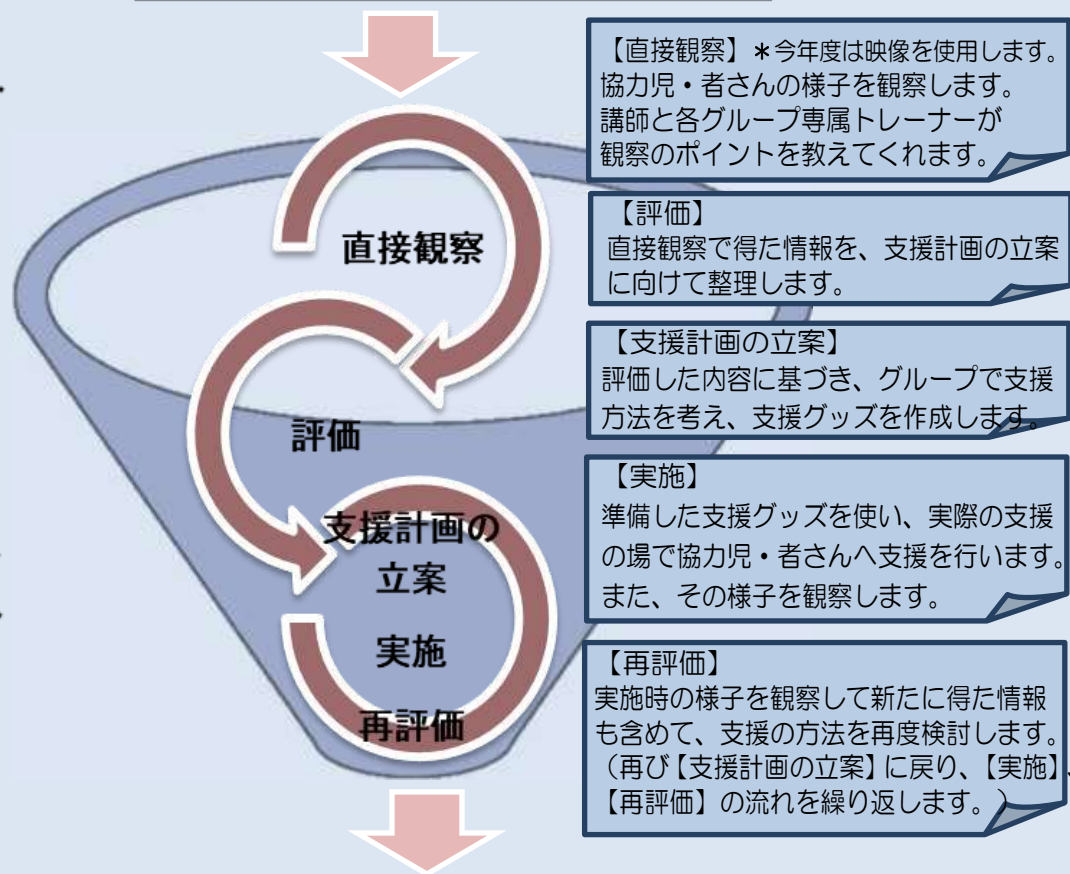 直接観察
評価
支援計画の
立案
実施
再評価
【直接観察】*今年度は映像を使用します。
協力児・者さんの様子を観察します。
講師と各グループ専属トレーナーが
観察のポイントを教えてくれます。
【評価】
直接観察で得た情報を、支援計画の立案
に向けて整理します。
【支援計画の立案】
評価した内容に基づき、グループで支援
方法を考え、支援グッズを作成します。
【実施】
準備した支援グッズを使い、実際の支援
の場で協力児・者さんへ支援を行います。
また、その様子を観察します。
【再評価】
実施時の様子を観察して新たに得た情報
も含めて、支援の方法を再度検討します。
（再び【支援計画の立案】に戻り、【実施】、
【再評価】の流れを繰り返します。）